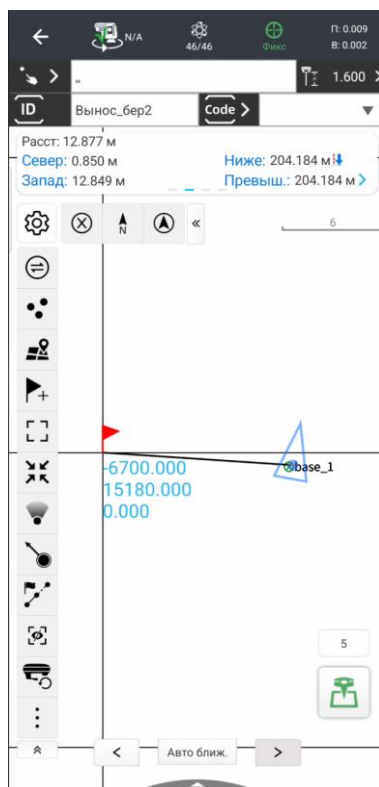 N/A
46/46
Фикс
П: 0.009
В: 0.002
„
1.600
ID
Вынос_бер2
Code
Расст: 12.877 м
Север: 0.850 м
Ниже: 204.184 м
Запад: 12.849 м
Превыш.: 204.184 м
N
6
-6700.000
15180.000
0.000
base_1
5
Авто ближ.